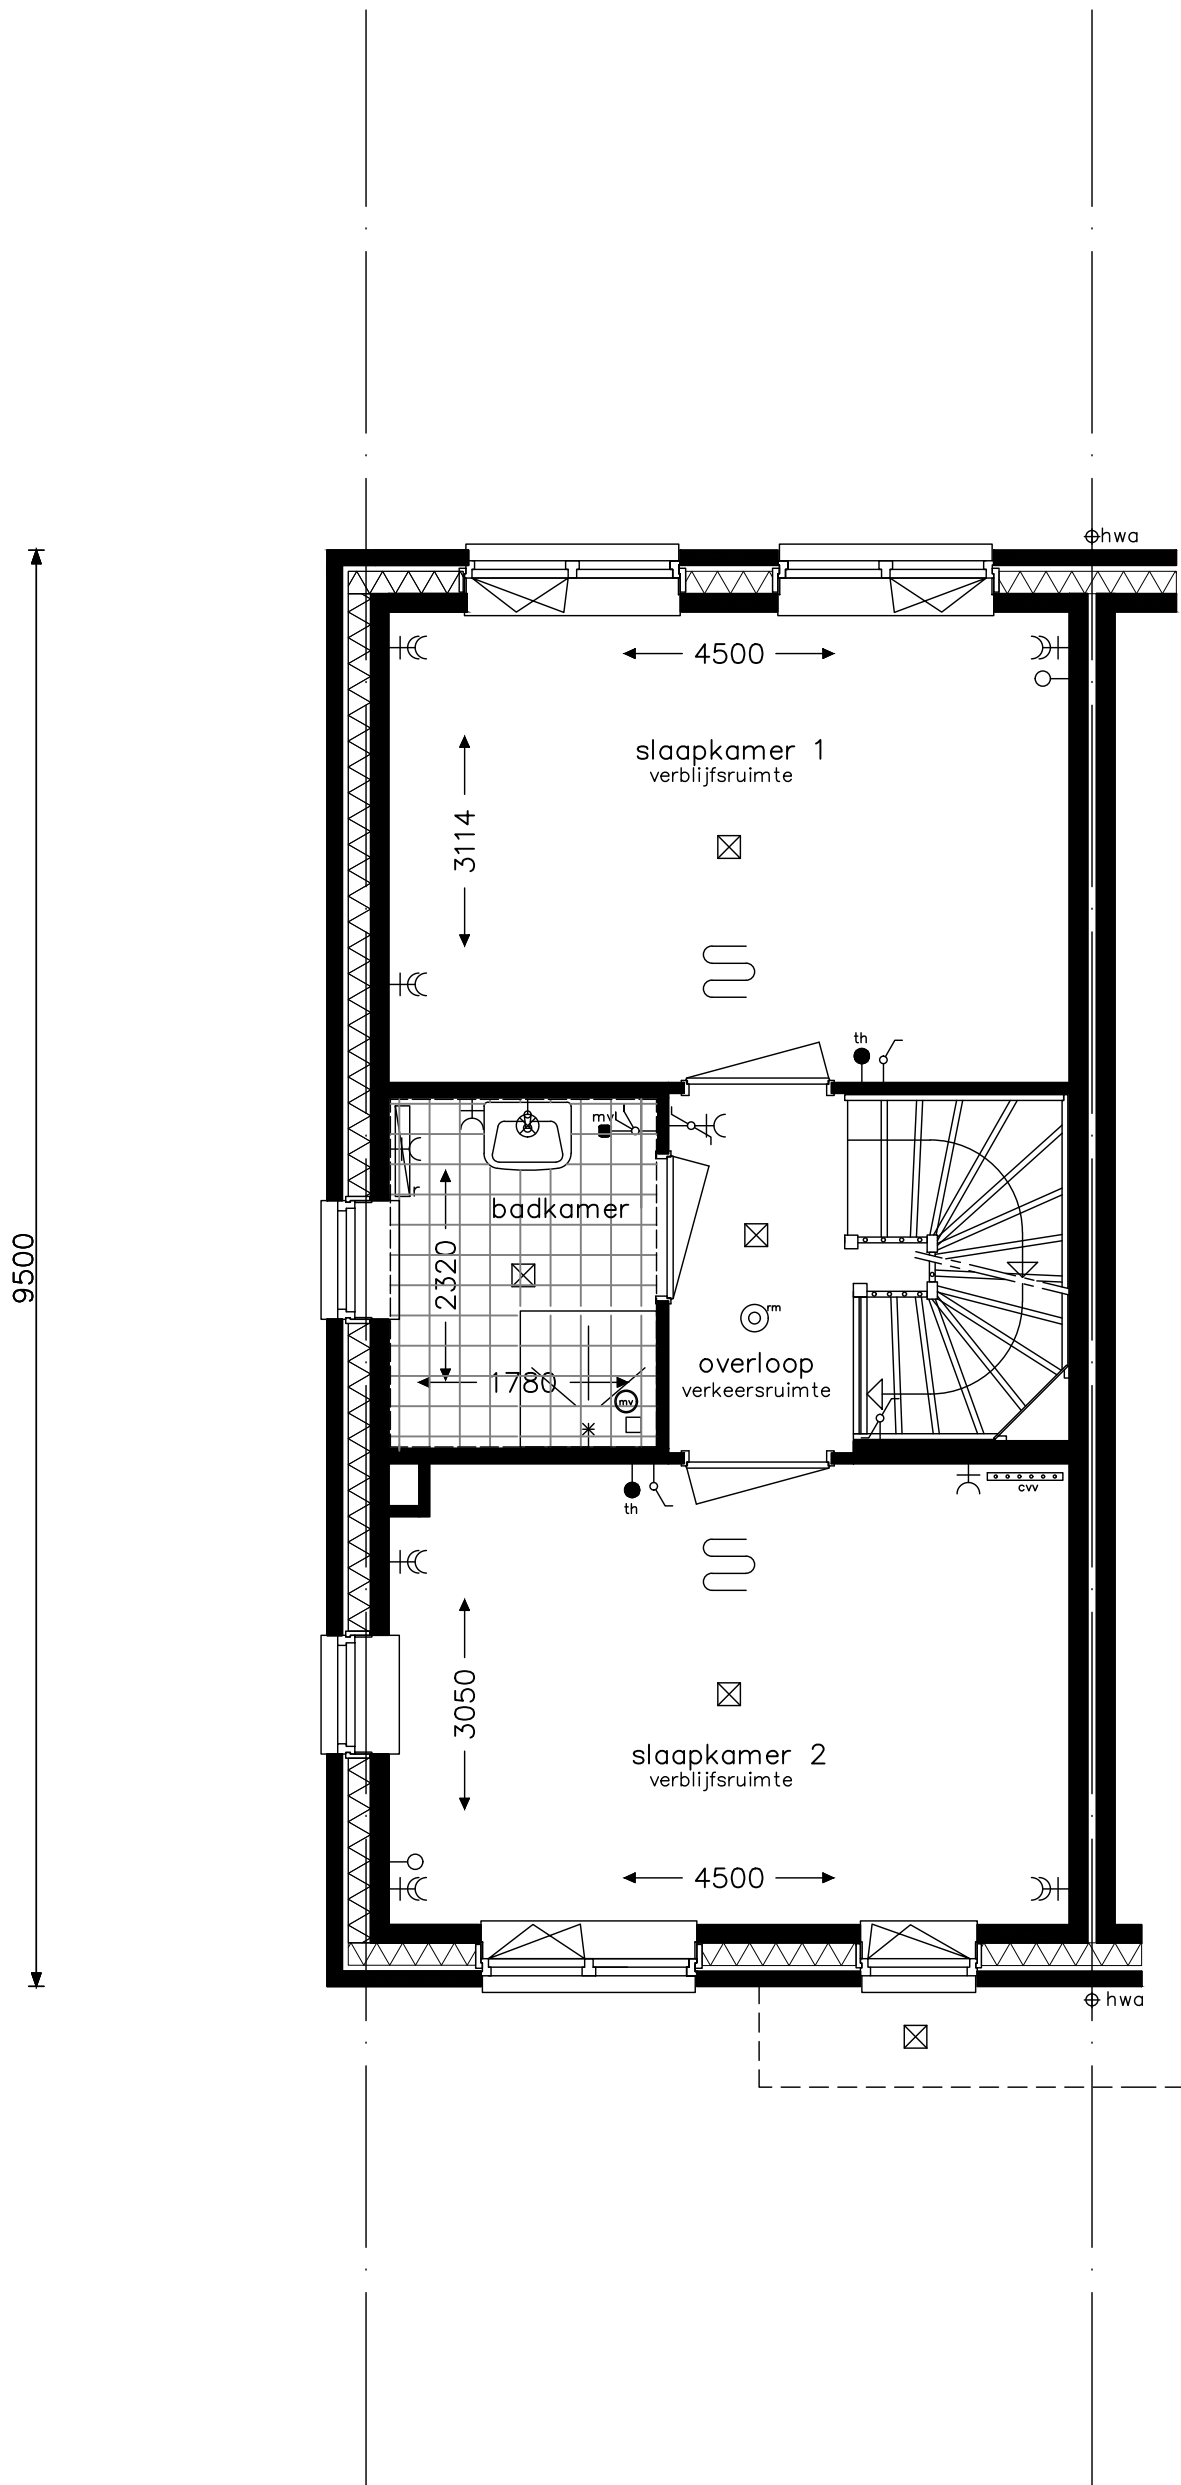 hwa
4500
slaapkamer 1
verblijfsruimte
3114
th
mv
r
badkamer
2320
9500
rm
overloop
verkeersruimte
1780
mv
th
cvv
3050
slaapkamer 2
verblijfsruimte
4500
hwa